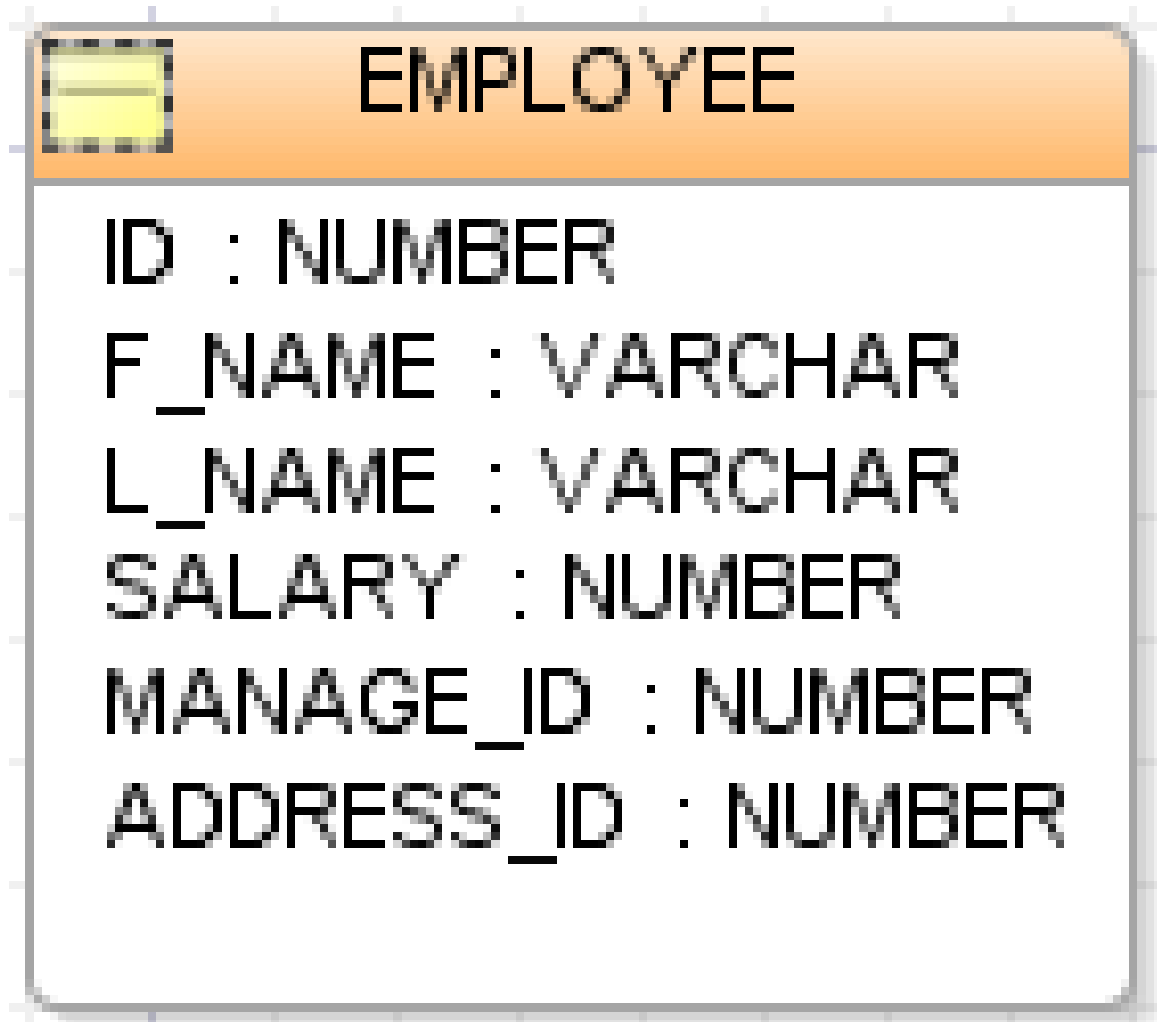 EMPLOYEE
ID : NUMBER
F_NAME : VARCHAR
L_NAME : VARCHAR
SALARY : NUMBER
MANAGE_ID : NUMBER
ADDRESS_ID : NUMBER